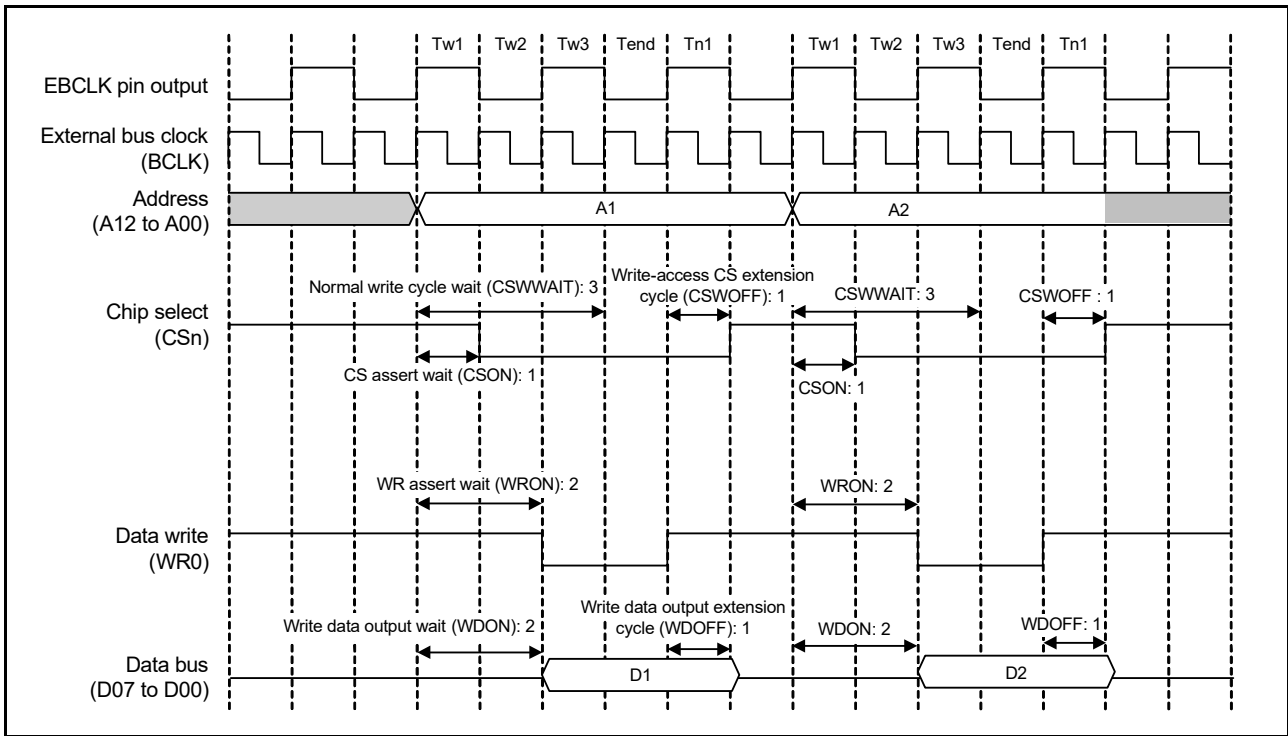 Tw1 Tw2 Tw3 Tend Tn1 Tw1 Tw2 Tw3 Tend Tn1
EBCLK pin output
External bus clock
(BCLK)
Address
(A12 to A00)
A1
A2
Normal write cycle wait (CSWWAIT): 3
Write-access CS extension
cycle (CSWOFF): 1
CSWWAIT: 3
CSWOFF : 1
Chip select
(CSn)
CS assert wait (CSON): 1
CSON: 1
WR assert wait (WRON): 2
WRON: 2
Data write
(WR0)
Write data output wait (WDON): 2
Write data output extension
cycle (WDOFF): 1
WDON: 2
WDOFF: 1
Data bus
(D07 to D00)
D1
D2